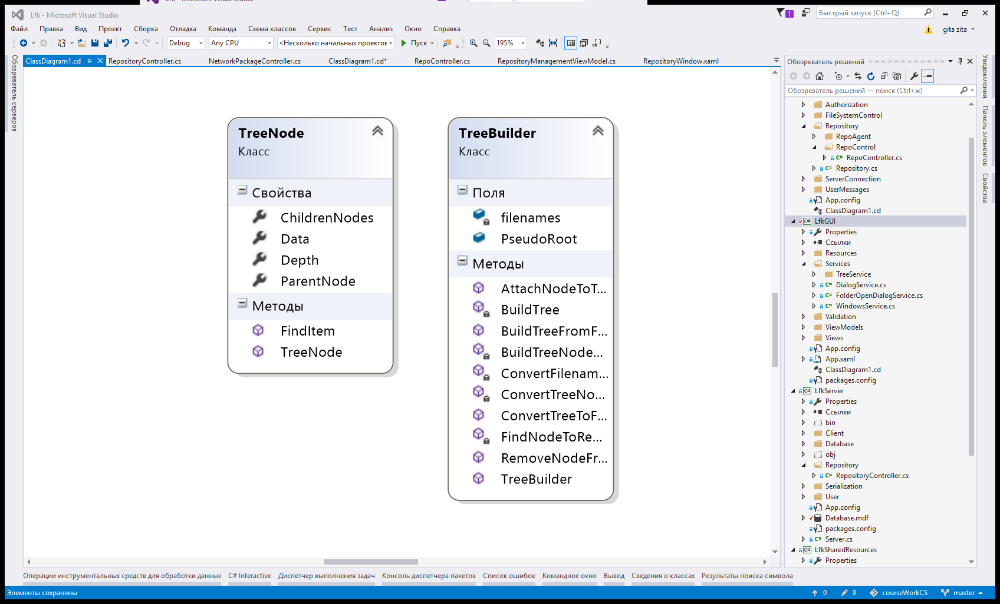 Lfk - Microsoft Visual Studio
Lfk - Microsoft Visual Studio
1
Быстрый запуск (Ctrl+Q)
Файл Правка Вид Проект Сборка Отладка Команда Схема классов Сервис Тест Анализ Окно Справка
gita zita
Debug Any CPU <Несколько начальных проектов> Пуск 195%
ClassDiagram1.cd RepositoryController.cs NetworkPackageController.cs ClassDiagram1.cd* RepoController.cs RepositoryManagementViewModel.cs RepositoryWindow.xaml
Обозреватель серверов
TreeNode
Класс
Свойства
ChildrenNodes
Data
Depth
ParentNode
Методы
FindItem
TreeNode
TreeBuilder
Класс
Поля
filenames
PseudoRoot
Методы
AttachNodeToT...
BuildTree
BuildTreeFromF...
BuildTreeNode...
ConvertFilenam...
ConvertTreeNo...
ConvertTreeToF...
FindNodeToRe...
RemoveNodeFr...
TreeBuilder
Обозреватель решений
Обозреватель решений — поиск (Ctrl+ж)
Authorization
FileSystemControl
Repository
RepoAgent
RepoControl
C# RepoController.cs
C# Repository.cs
ServerConnection
UserMessages
App.config
ClassDiagram1.cd
C# LfkGUI
Properties
Ссылки
Resources
Services
TreeService
C# DialogService.cs
C# FolderOpenDialogService.cs
C# WindowsService.cs
Validation
ViewModels
Views
App.config
App.xaml
ClassDiagram1.cd
packages.config
C# LfkServer
Properties
Ссылки
bin
Client
Database
obj
Repository
C# RepositoryController.cs
Serialization
User
App.config
Database.mdf
packages.config
C# Server.cs
C# LfkSharedResources
Properties
Уведомления
Панель элементов
Свойства
Операции инструментальных средств для обработки данных C# Interactive Диспетчер выполнения задач Консоль диспетчера пакетов Список ошибок Командное окно Вывод Сведения о классах Результаты поиска символа
Элементы сохранены
0 8 courseWorkCS master